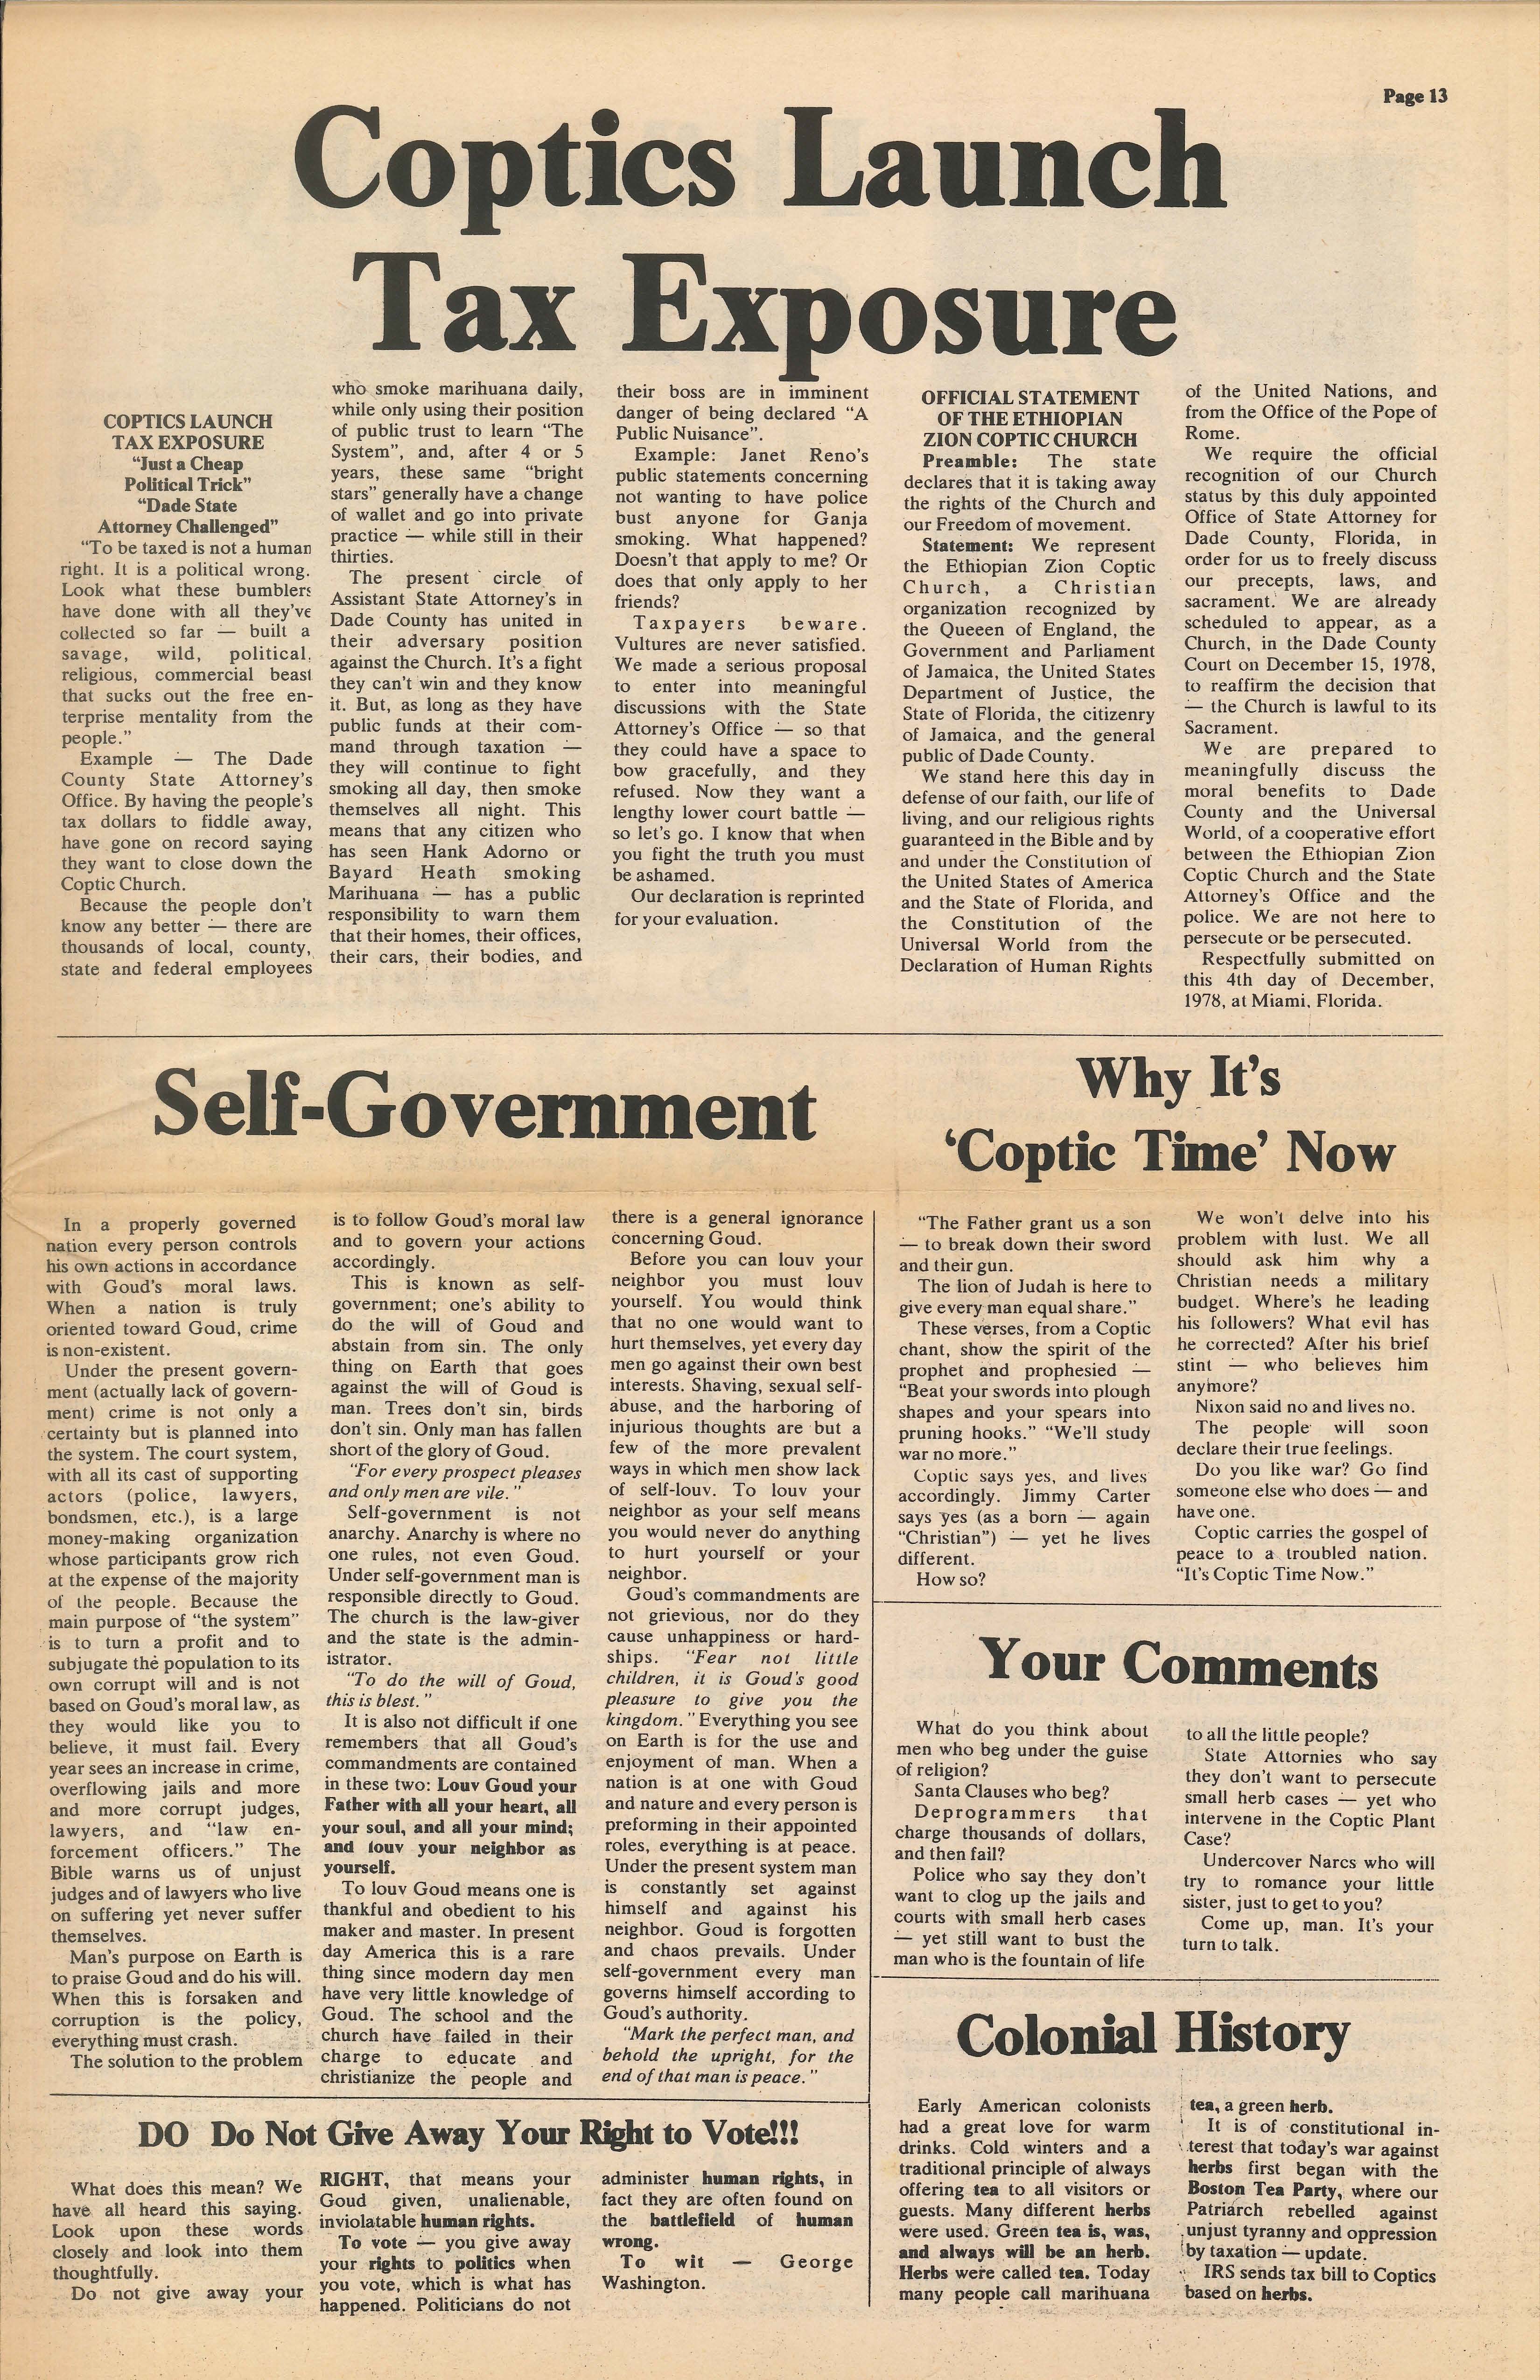 Page 13
Coptics Launch
Tax Exposure
COPTICS LAUNCH
TAX EXPOSURE
“Just a Cheap
Political Trick”
“Dade State
Attorney Challenged”
“To be taxed is not a human
right. It is a political wrong.
Look what these bumblers
have done with all they've
collected so far — built a
savage, wild, political,
religious, commercial beast
that sucks out the free en-
terprise mentality from the
people.”
Example — The Dade
County State Attorney's
Office. By having the people's
tax dollars to fiddle away,
have gone on record saying
they want to close down the
Coptic Church.
Because the people don't
know any better — there are
thousands of local, county,
state and federal employees
who smoke marihuana daily,
while only using their position
of public trust to learn “The
System”, and, after 4 or 5
years, these same “bright
stars” generally have a change
of wallet and go into private
practice — while still in their
thirties.
The present circle of
Assistant State Attorney's in
Dade County has united in
their adversary position
against the Church. It's a fight
they can't win and they know
it. But, as long as they have
public funds at their com-
mand through taxation —
they will continue to fight
smoking all day, then smoke
themselves all night. This
means that any citizen who
has seen Hank Adorno or
Bayard Heath smoking
Marihuana — has a public
responsibility to warn them
that their homes, their offices,
their cars, their bodies, and
their boss are in imminent
danger of being declared “A
Public Nuisance”.
Example: Janet Reno's
public statements concerning
not wanting to have police
bust anyone for Ganja
smoking. What happened?
Doesn't that apply to me? Or
does that only apply to her
friends?
Taxpayers beware.
Vultures are never satisfied.
We made a serious proposal
to enter into meaningful
discussions with the State
Attorney's Office — so that
they could have a space to
bow gracefully, and they
refused. Now they want a
lengthy lower court battle —
so let's go. I know that when
you fight the truth you must
be ashamed.
Our declaration is reprinted
for your evaluation.
OFFICIAL STATEMENT
OF THE ETHIOPIAN
ZION COPTIC CHURCH
Preamble: The state
declares that it is taking away
the rights of the Church and
our Freedom of movement.
Statement: We represent
the Ethiopian Zion Coptic
Church, a Christian
organization recognized by
the Queeen of England, the
Government and Parliament
of Jamaica, the United States
Department of Justice, the
State of Florida, the citizenry
of Jamaica, and the general
public of Dade County.
We stand here this day in
defense of our faith, our life of
living, and our religious rights
guaranteed in the Bible and by
and under the Constitution of
the United States of America
and the State of Florida, and
the Constitution of the
Universal World from the
Declaration of Human Rights
of the United Nations, and
from the Office of the Pope of
Rome.
We require the official
recognition of our Church
status by this duly appointed
Office of State Attorney for
Dade County, Florida, in
order for us to freely discuss
our precepts, laws, and
sacrament. We are already
scheduled to appear, as a
Church, in the Dade County
Court on December 15, 1978,
to reaffirm the decision that
— the Church is lawful to its
Sacrament.
We are prepared to
meaningfully discuss the
moral benefits to Dade
County and the Universal
World, of a cooperative effort
between the Ethiopian Zion
Coptic Church and the State
Attorney's Office and the
police. We are not here to
persecute or be persecuted.
Respectfully submitted on
this 4th day of December,
1978, at Miami, Florida.
Self-Government
In a properly governed
nation every person controls
his own actions in accordance
with Goud's moral laws.
When a nation is truly
oriented toward Goud, crime
is non-existent.
Under the present govern-
ment (actually lack of govern-
ment) crime is not only a
certainty but is planned into
the system. The court system,
with all its cast of supporting
actors (police, lawyers,
bondsmen, etc.), is a large
money-making organization
whose participants grow rich
at the expense of the majority
of the people. Because the
main purpose of “the system”
is to turn a profit and to
subjugate the population to its
own corrupt will and is not
based on Goud's moral law, as
they would like you to
believe, it must fail. Every
year sees an increase in crime,
overflowing jails and more
and more corrupt judges,
lawyers, and “law en-
forcement officers.” The
Bible warns us of unjust
judges and of lawyers who live
on suffering yet never suffer
themselves.
Man's purpose on Earth is
to praise Goud and do his will.
When this is forsaken and
corruption is the policy,
everything must crash.
The solution to the problem
is to follow Goud's moral law
and to govern your actions
accordingly.
This is known as self-
government; one's ability to
do the will of Goud and
abstain from sin. The only
thing on Earth that goes
against the will of Goud is
man. Trees don't sin, birds
don't sin. Only man has fallen
short of the glory of Goud.
“For every prospect pleases
and only men are vile.”
Self-government is not
anarchy. Anarchy is where no
one rules, not even Goud.
Under self-government man is
responsible directly to Goud.
The church is the law-giver
and the state is the admin-
istrator.
“To do the will of Goud,
this is blest.”
It is also not difficult if one
remembers that all Goud's
commandments are contained
in these two: Louv Goud your
Father with all your heart, all
your soul, and all your mind;
and louv your neighbor as
yourself.
To louv Goud means one is
thankful and obedient to his
maker and master. In present
day America this is a rare
thing since modern day men
have very little knowledge of
Goud. The school and the
church have failed in their
charge to educate and
christianize the people and
there is a general ignorance
concerning Goud.
Before you can louv your
neighbor you must louv
yourself. You would think
that no one would want to
hurt themselves, yet every day
men go against their own best
interests. Shaving, sexual self-
abuse, and the harboring of
injurious thoughts are but a
few of the more prevalent
ways in which men show lack
of self-louv. To louv your
neighbor as your self means
you would never do anything
to hurt yourself or your
neighbor.
Goud's commandments are
not grievious, nor do they
cause unhappiness or hard-
ships. “Fear not little
children, it is Goud's good
pleasure to give you the
kingdom.” Everything you see
on Earth is for the use and
enjoyment of man. When a
nation is at one with Goud
and nature and every person is
preforming in their appointed
roles, everything is at peace.
Under the present system man
is constantly set against
himself and against his
neighbor. Goud is forgotten
and chaos prevails. Under
self-government every man
governs himself according to
Goud's authority.
“Mark the perfect man, and
behold the upright, for the
end of that man is peace.”
Why It's
‘Coptic Time’ Now
“The Father grant us a son
— to break down their sword
and their gun.
The lion of Judah is here to
give every man equal share.”
These verses, from a Coptic
chant, show the spirit of the
prophet and prophesied —
“Beat your swords into plough
shapes and your spears into
pruning hooks.” “We'll study
war no more.”
Coptic says yes, and lives
accordingly. Jimmy Carter
says yes (as a born — again
“Christian”) — yet he lives
different.
How so?
We won't delve into his
problem with lust. We all
should ask him why a
Christian needs a military
budget. Where's he leading
his followers? What evil has
he corrected? After his brief
stint — who believes him
anymore?
Nixon said no and lives no.
The people will soon
declare their true feelings.
Do you like war? Go find
someone else who does — and
have one.
Coptic carries the gospel of
peace to a troubled nation.
“It's Coptic Time Now.”
Your Comments
What do you think about
men who beg under the guise
of religion?
Santa Clauses who beg?
Deprogrammers that
charge thousands of dollars,
and then fail?
Police who say they don't
want to clog up the jails and
courts with small herb cases
— yet still want to bust the
man who is the fountain of life
to all the little people?
State Attornies who say
they don't want to persecute
small herb cases — yet who
intervene in the Coptic Plant
Case?
Undercover Narcs who will
try to romance your little
sister, just to get to you?
Come up, man. It's your
turn to talk.
Colonial History
Early American colonists
had a great love for warm
drinks. Cold winters and a
traditional principle of always
offering tea to all visitors or
guests. Many different herbs
were used. Green tea is, was,
and always will be an herb.
Herbs were called tea. Today
many people call marihuana
tea, a green herb.
It is of constitutional in-
terest that today's war against
herbs first began with the
Boston Tea Party, where our
Patriarch rebelled against
unjust tyranny and oppression
by taxation — update.
IRS sends tax bill to Coptics
based on herbs.
DO Do Not Give Away Your Right to Vote!!!
What does this mean? We
have all heard this saying.
Look upon these words
closely and look into them
thoughtfully.
Do not give away your
RIGHT, that means your
Goud given, unalienable,
inviolatable human rights.
To vote — you give away
your rights to politics when
you vote, which is what has
happened. Politicians do not
administer human rights, in
fact they are often found on
the battlefield of human
wrong.
To wit — George
Washington.